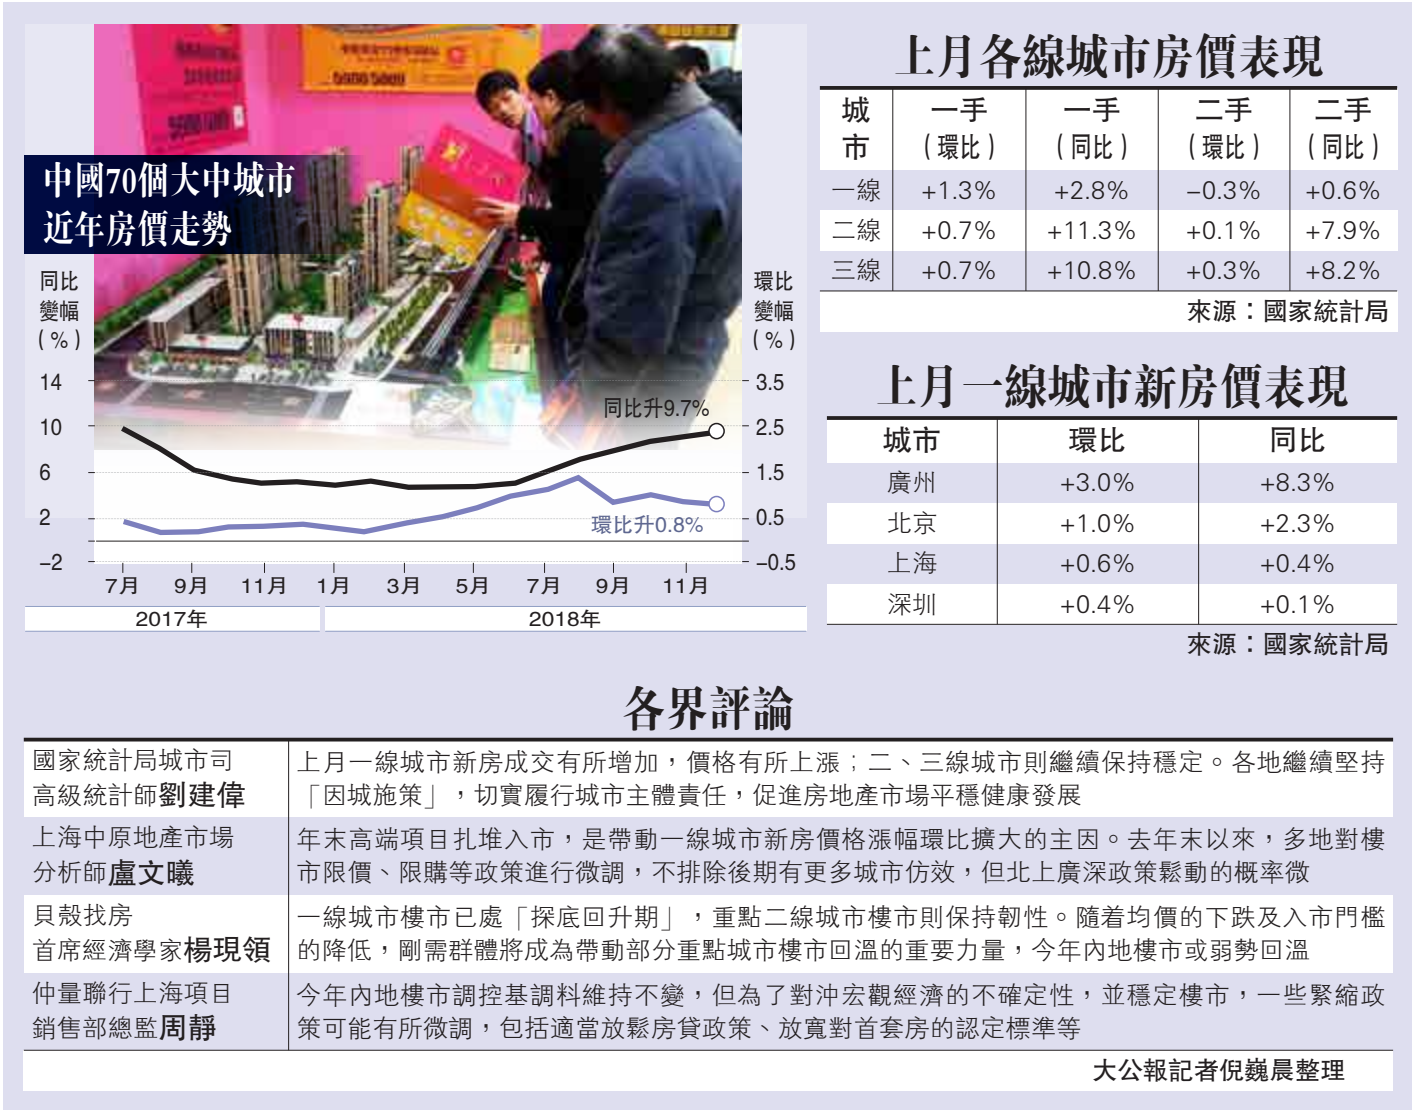 中國70個大中城市
近年房價走勢
同比
變幅
(%)
環比
變幅
(%)
14
10
6
2
−2
3.5
2.5
1.5
0.5
−0.5
同比升9.7%
環比升0.8%
7月 9月 11月 1月 3月 5月 7月 9月 11月
2017年 2018年
上月各線城市房價表現
城市 一手(環比) 一手(同比) 二手(環比) 二手(同比)
一線 +1.3% +2.8% −0.3% +0.6%
二線 +0.7% +11.3% +0.1% +7.9%
三線 +0.7% +10.8% +0.3% +8.2%
來源：國家統計局
上月一線城市新房價表現
城市 環比 同比
廣州 +3.0% +8.3%
北京 +1.0% +2.3%
上海 +0.6% +0.4%
深圳 +0.4% +0.1%
來源：國家統計局
各界評論
國家統計局城市司
高級統計師劉建偉
上月一線城市新房成交有所增加，價格有所上漲；二、三線城市則繼續保持穩定。各地繼續堅持
「因城施策」，切實履行城市主體責任，促進房地產市場平穩健康發展
上海中原地產市場
分析師盧文曦
年末高端項目扎堆入市，是帶動一線城市新房價格漲幅環比擴大的主因。去年末以來，多地對樓
市限價、限購等政策進行微調，不排除後期有更多城市仿效，但北上廣深政策鬆動的概率微
貝殼找房
首席經濟學家楊現領
一線城市樓市已處「探底回升期」，重點二線城市樓市則保持韌性。隨着均價的下跌及入市門檻
的降低，剛需群體將成為帶動部分重點城市樓市回溫的重要力量，今年內地樓市或弱勢回溫
仲量聯行上海項目
銷售部總監周靜
今年內地樓市調控基調料維持不變，但為了對沖宏觀經濟的不確定性，並穩定樓市，一些緊縮政
策可能有所微調，包括適當放鬆房貸政策、放寬對首套房的認定標準等
大公報記者倪巍晨整理